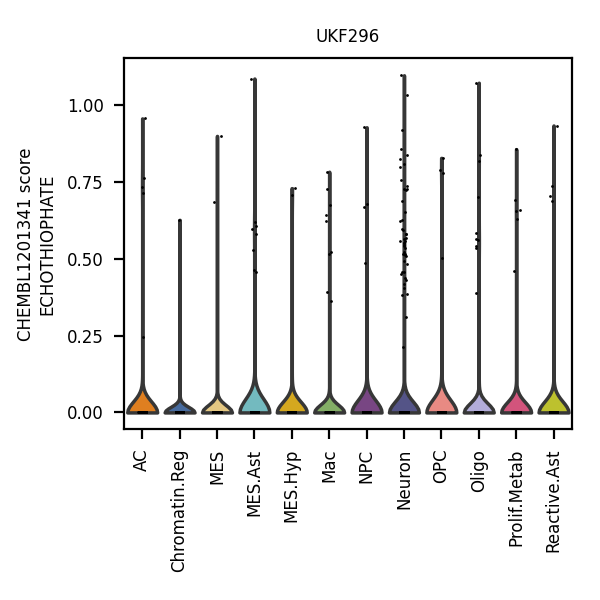 UKF296
CHEMBL1201341 score
ECHOTHIOPHATE
1.00
0.75
0.50
0.25
0.00
AC
Chromatin.Reg
MES
MES.Ast
MES.Hyp
Mac
NPC
Neuron
OPC
Oligo
Prolif.Metab
Reactive.Ast